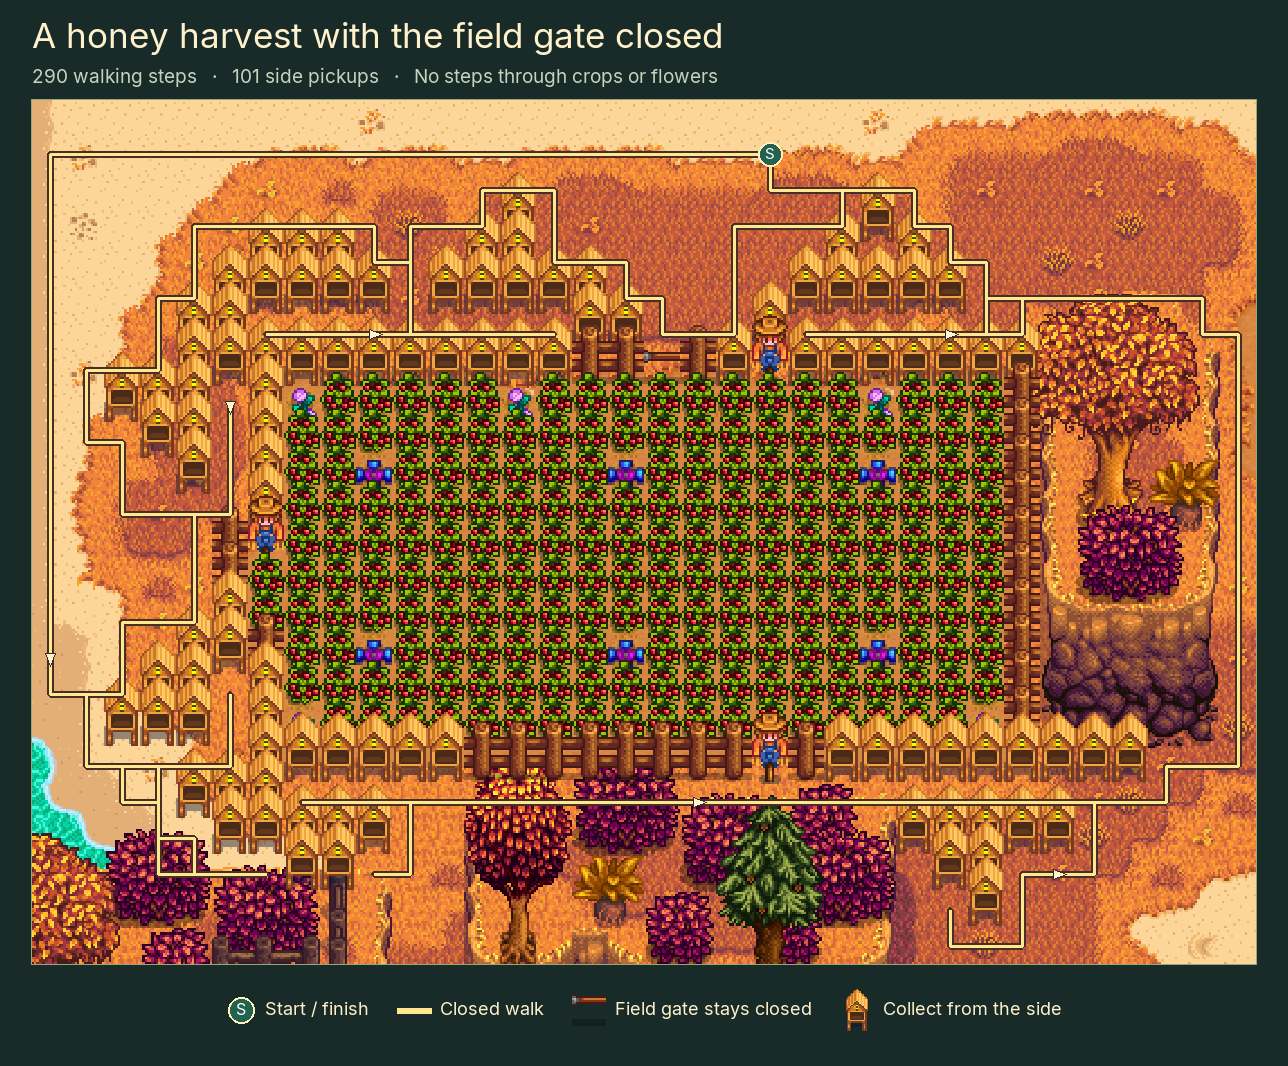 A honey harvest with the field gate closed
290 walking steps · 101 side pickups · No steps through crops or flowers
S
S Start / finish Closed walk Field gate stays closed Collect from the side